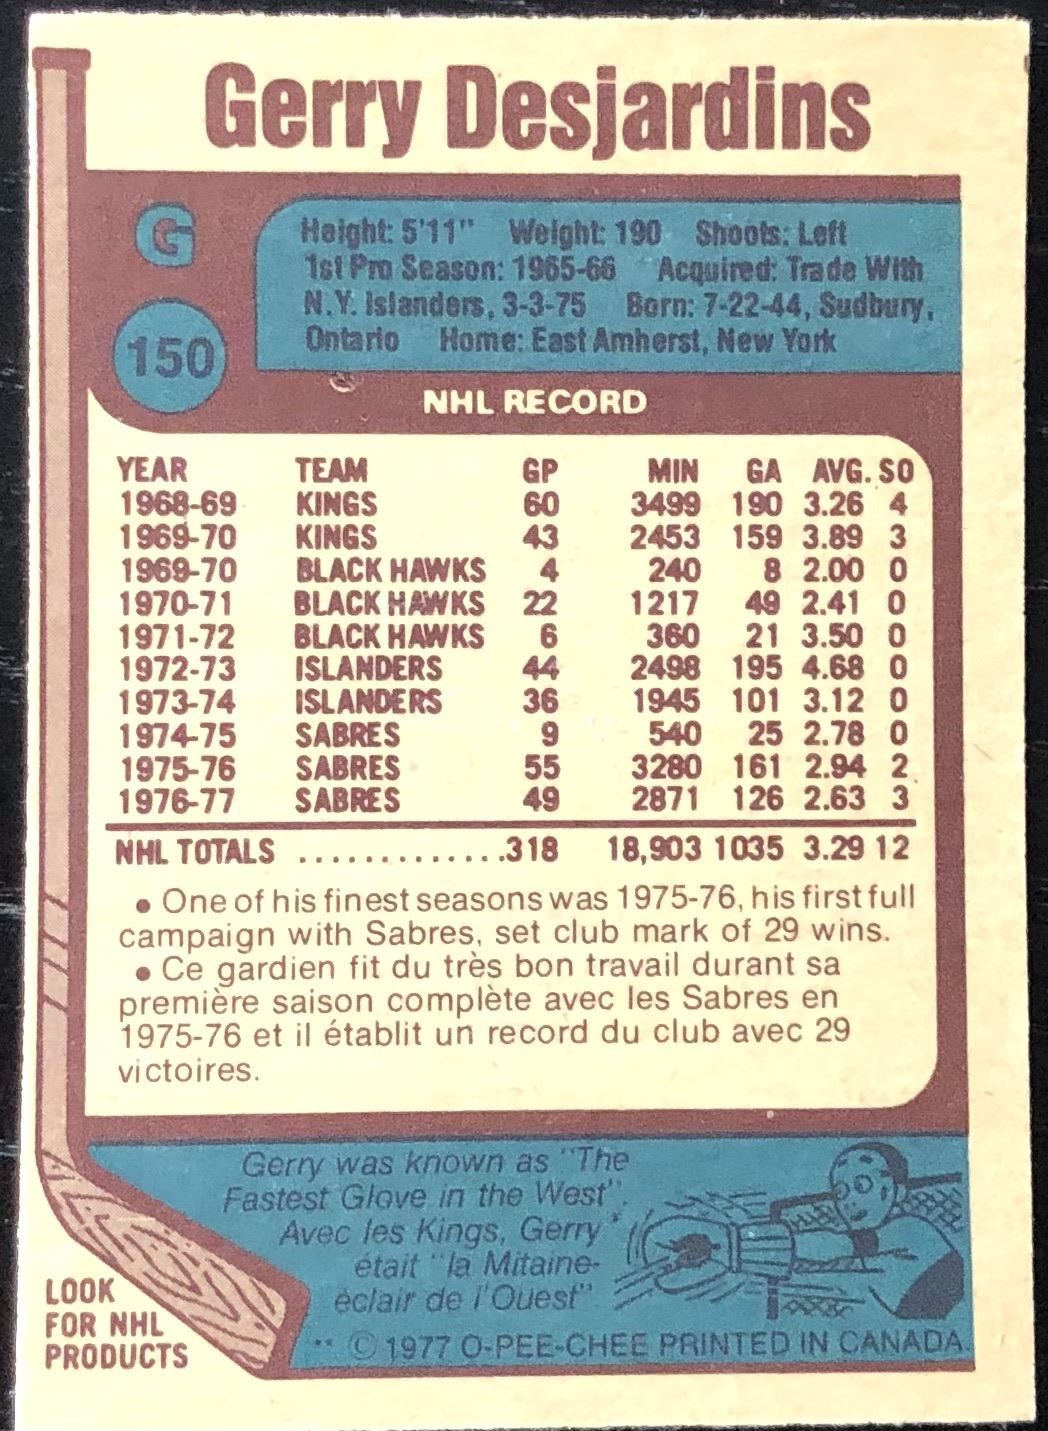 Gerry Desjardins
G
150
Height: 5'11" Weight: 190 Shoots: Left
1st Pro Season: 1965-66 Acquired: Trade With
N.Y. Islanders, 3-3-75 Born: 7-22-44, Sudbury,
Ontario Home: East Amherst, New York
NHL RECORD
YEAR TEAM GP MIN GA AVG. SO
1968-69 KINGS 60 3499 190 3.26 4
1969-70 KINGS 43 2453 159 3.89 3
1969-70 BLACK HAWKS 4 240 8 2.00 0
1970-71 BLACK HAWKS 22 1217 49 2.41 0
1971-72 BLACK HAWKS 6 360 21 3.50 0
1972-73 ISLANDERS 44 2498 195 4.68 0
1973-74 ISLANDERS 36 1945 101 3.12 0
1974-75 SABRES 9 540 25 2.78 0
1975-76 SABRES 55 3280 161 2.94 2
1976-77 SABRES 49 2871 126 2.63 3
NHL TOTALS ..............318 18,903 1035 3.29 12
• One of his finest seasons was 1975-76, his first full
campaign with Sabres, set club mark of 29 wins.
• Ce gardien fit du très bon travail durant sa
première saison complète avec les Sabres en
1975-76 et il établit un record du club avec 29
victoires.
Gerry was known as "The
Fastest Glove in the West".
Avec les Kings, Gerry
était "la Mitaine-
éclair de l'Ouest"
LOOK
FOR NHL
PRODUCTS
** © 1977 O-PEE-CHEE PRINTED IN CANADA.